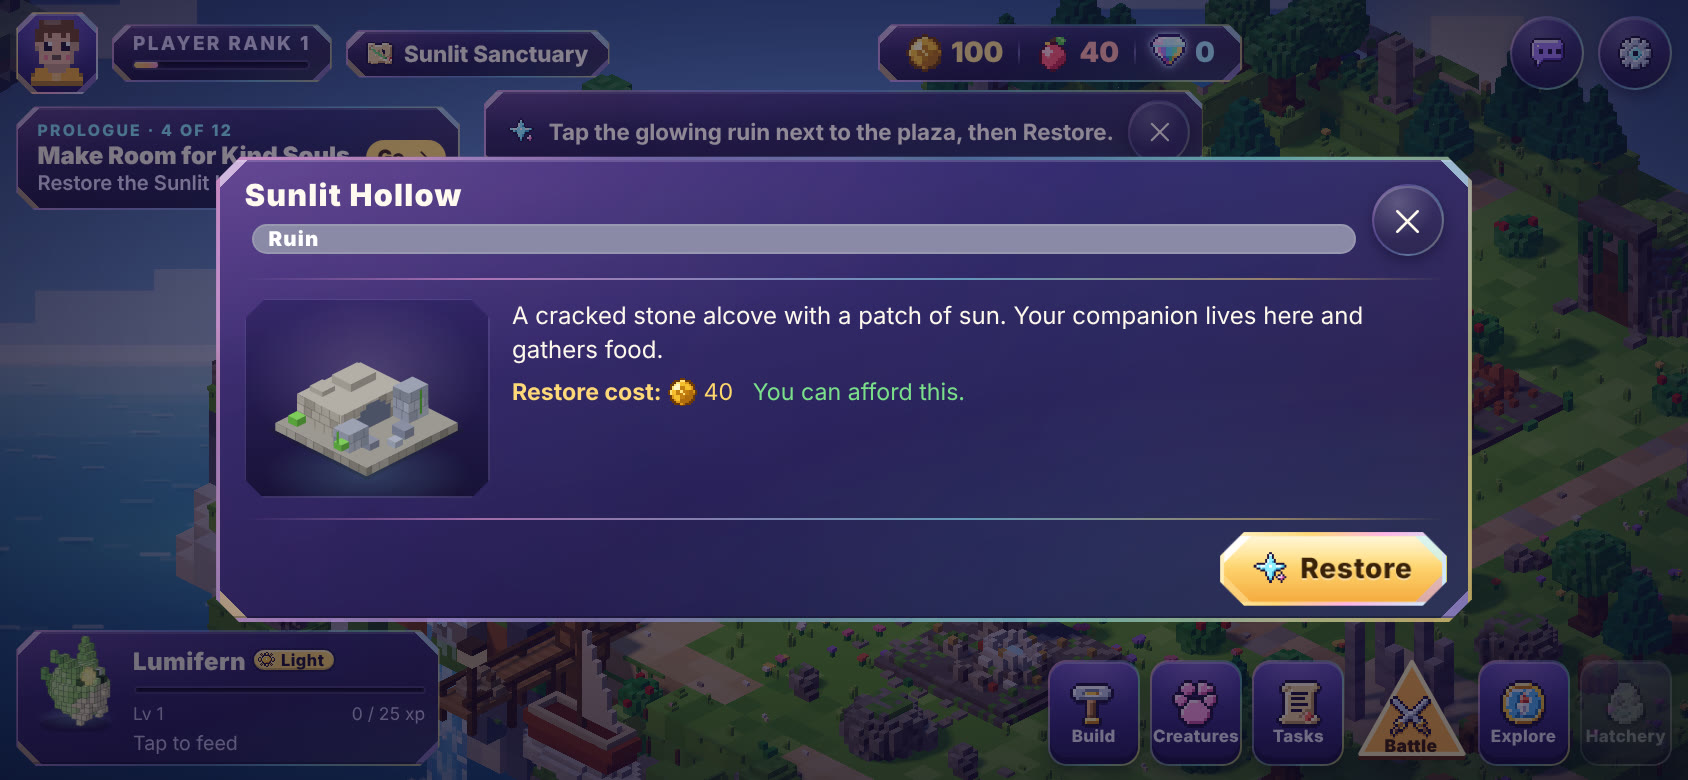 PLAYER RANK 1
Sunlit Sanctuary
100
40
0
PROLOGUE · 4 OF 12
Make Room for Kind Souls
Go
Restore the Sunlit
Tap the glowing ruin next to the plaza, then Restore.
Sunlit Hollow
Ruin
A cracked stone alcove with a patch of sun. Your companion lives here and
gathers food.
Restore cost: 40 You can afford this.
Restore
Lumifern Light
Lv 1 0 / 25 xp
Tap to feed
Build
Creatures
Tasks
Battle
Explore
Hatchery